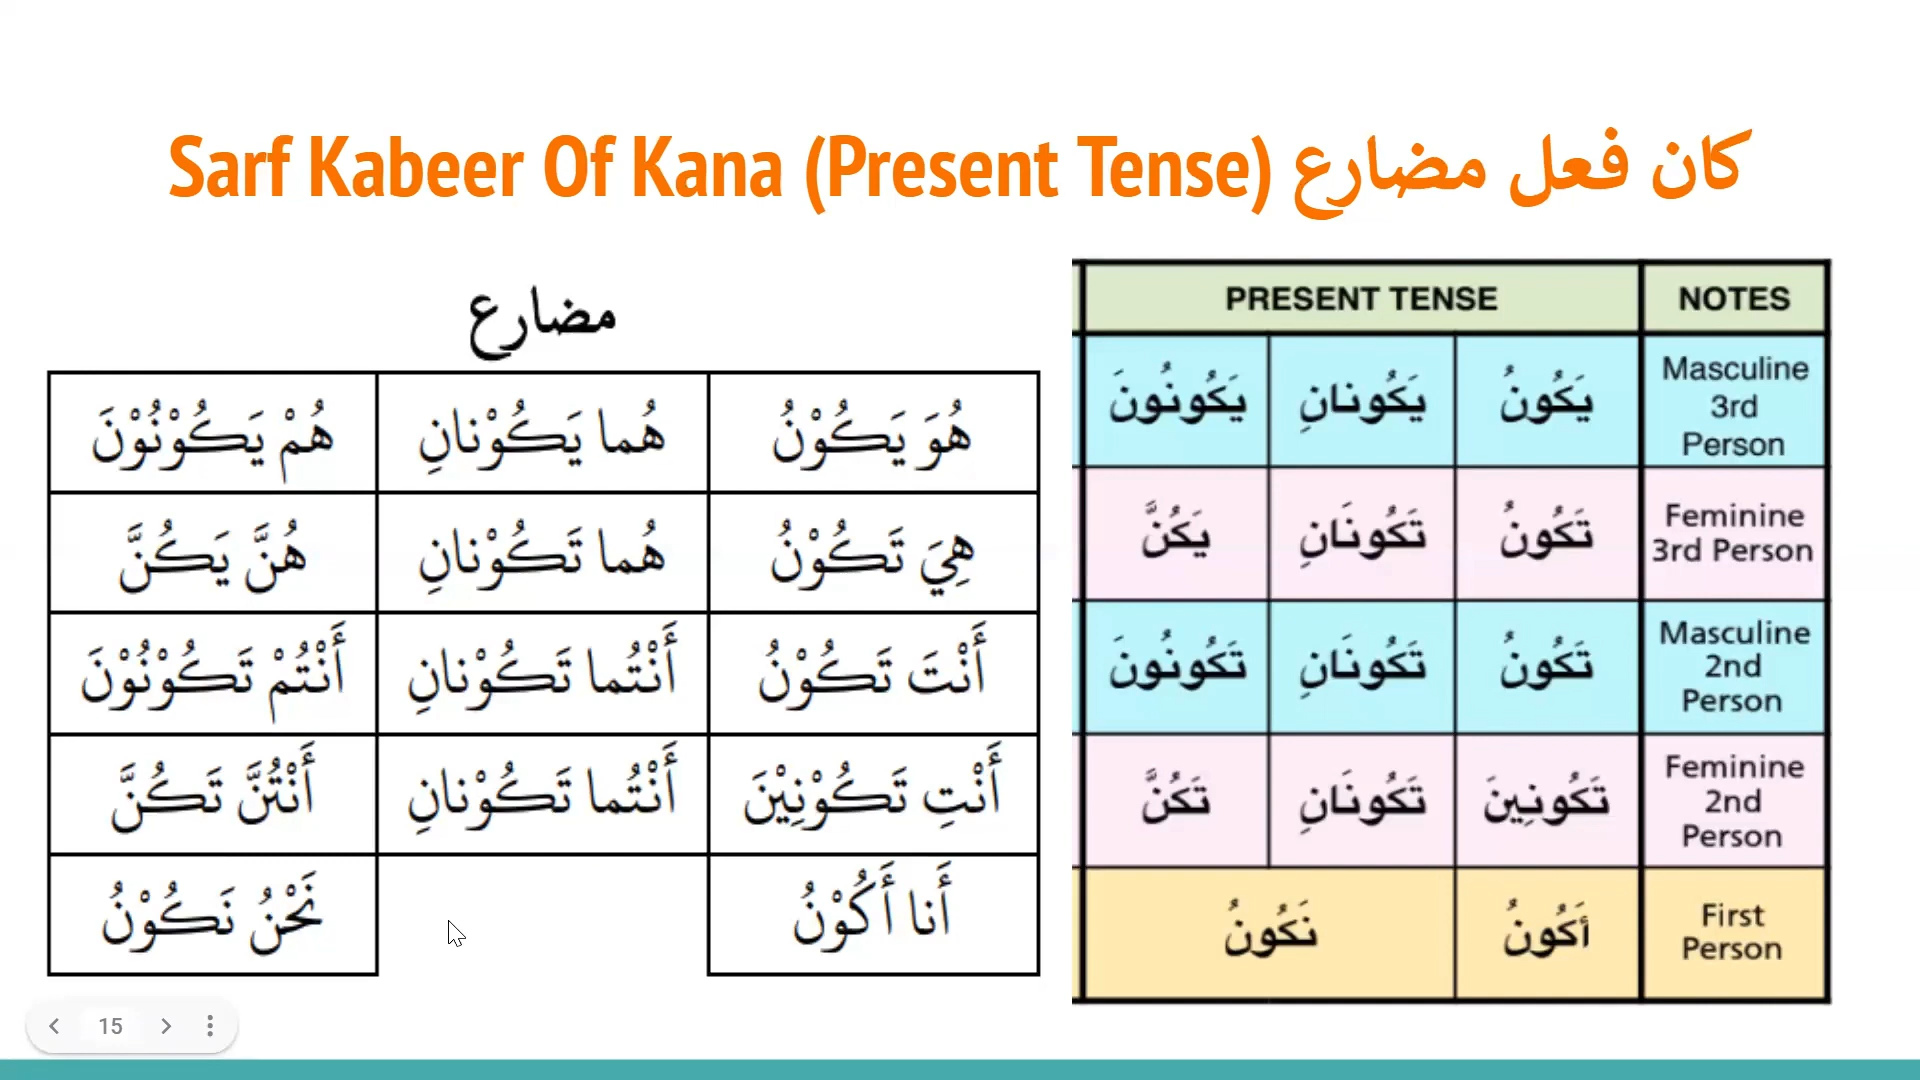 Sarf Kabeer Of Kana (Present Tense) كان فعل مضارع
مضارع
هُوَ يَكُوْنُ هُما يَكُوْنانِ هُمْ يَكُوْنُوْنَ
هِيَ تَكُوْنُ هُما تَكُوْنانِ هُنَّ يَكُنَّ
أَنْتَ تَكُوْنُ أَنْتُما تَكُوْنانِ أَنْتُمْ تَكُوْنُوْنَ
أَنْتِ تَكُوْنِيْنَ أَنْتُما تَكُوْنانِ أَنْتُنَّ تَكُنَّ
أَنا أَكُوْنُ نَحْنُ نَكُوْنُ
PRESENT TENSE NOTES
يَكُونُ يَكُونانِ يَكُونُونَ Masculine
3rd
Person
تَكُونُ تَكُونَانِ يَكُنَّ Feminine
3rd Person
تَكُونُ تَكُونَانِ تَكُونُونَ Masculine
2nd
Person
تَكُونِينَ تَكُونَانِ تَكُنَّ Feminine
2nd
Person
أَكُونُ نَكُونُ First
Person
15